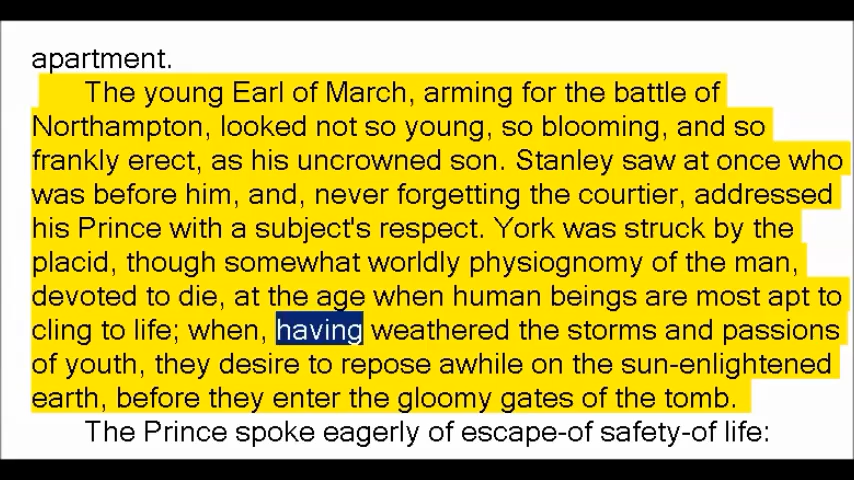 apartment.
The young Earl of March, arming for the battle of
Northampton, looked not so young, so blooming, and so
frankly erect, as his uncrowned son. Stanley saw at once who
was before him, and, never forgetting the courtier, addressed
his Prince with a subject's respect. York was struck by the
placid, though somewhat worldly physiognomy of the man,
devoted to die, at the age when human beings are most apt to
cling to life; when, having weathered the storms and passions
of youth, they desire to repose awhile on the sun-enlightened
earth, before they enter the gloomy gates of the tomb.
The Prince spoke eagerly of escape-of safety-of life: